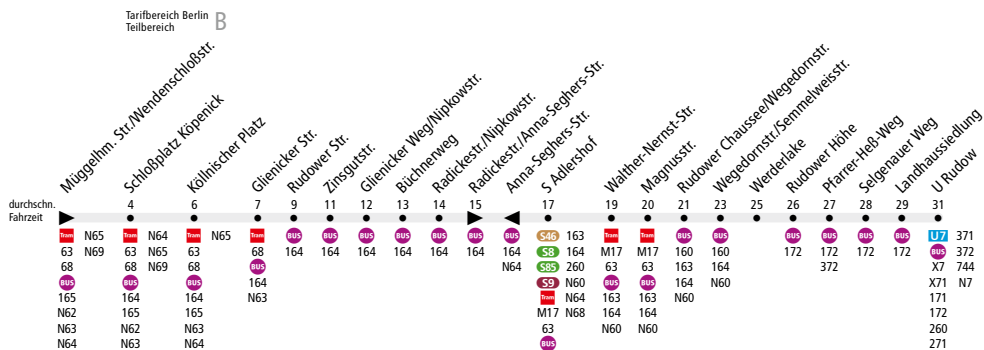 Tarifbereich Berlin
Teilbereich
B
Müggelhm. Str./Wendenschloßstr.
Schloßplatz Köpenick
Köllnischer Platz
Glienicker Str.
Rudower Str.
Zinsgutstr.
Glienicker Weg/Nipkowstr.
Büchnerweg
Radickestr./Nipkowstr.
Radickestr./Anna-Seghers-Str.
Anna-Seghers-Str.
S Adlershof
Walther-Nernst-Str.
Magnusstr.
Rudower Chaussee/Wegedornstr.
Wegedornstr./Semmelweisstr.
Werderlake
Rudower Höhe
Pfarrer-Heß-Weg
Selgenauer Weg
Landhaussiedlung
U Rudow
durchschn. 4 6 7 9 11 12 13 14 15 17 19 20 21 23 25 26 27 28 29 31
Fahrzeit
Tram N65 Tram N64 Tram N65 Tram BUS BUS BUS BUS BUS BUS BUS S46 163 Tram Tram BUS BUS BUS BUS BUS BUS U7 371
63 N69 63 N65 63 68 164 164 164 164 164 164 164 S8 164 M17 M17 160 160 172 172 172 172 BUS 372
68 68 N69 68 BUS N64 S85 260 63 63 163 164 372 X7 744
BUS BUS BUS 164 S9 N60 BUS BUS 164 N60 X71 N7
165 164 164 N63 Tram N64 163 163 N60 171
N62 165 165 M17 N68 164 164 172
N63 N62 N63 63 N60 N60 260
N64 N63 N64 BUS 271